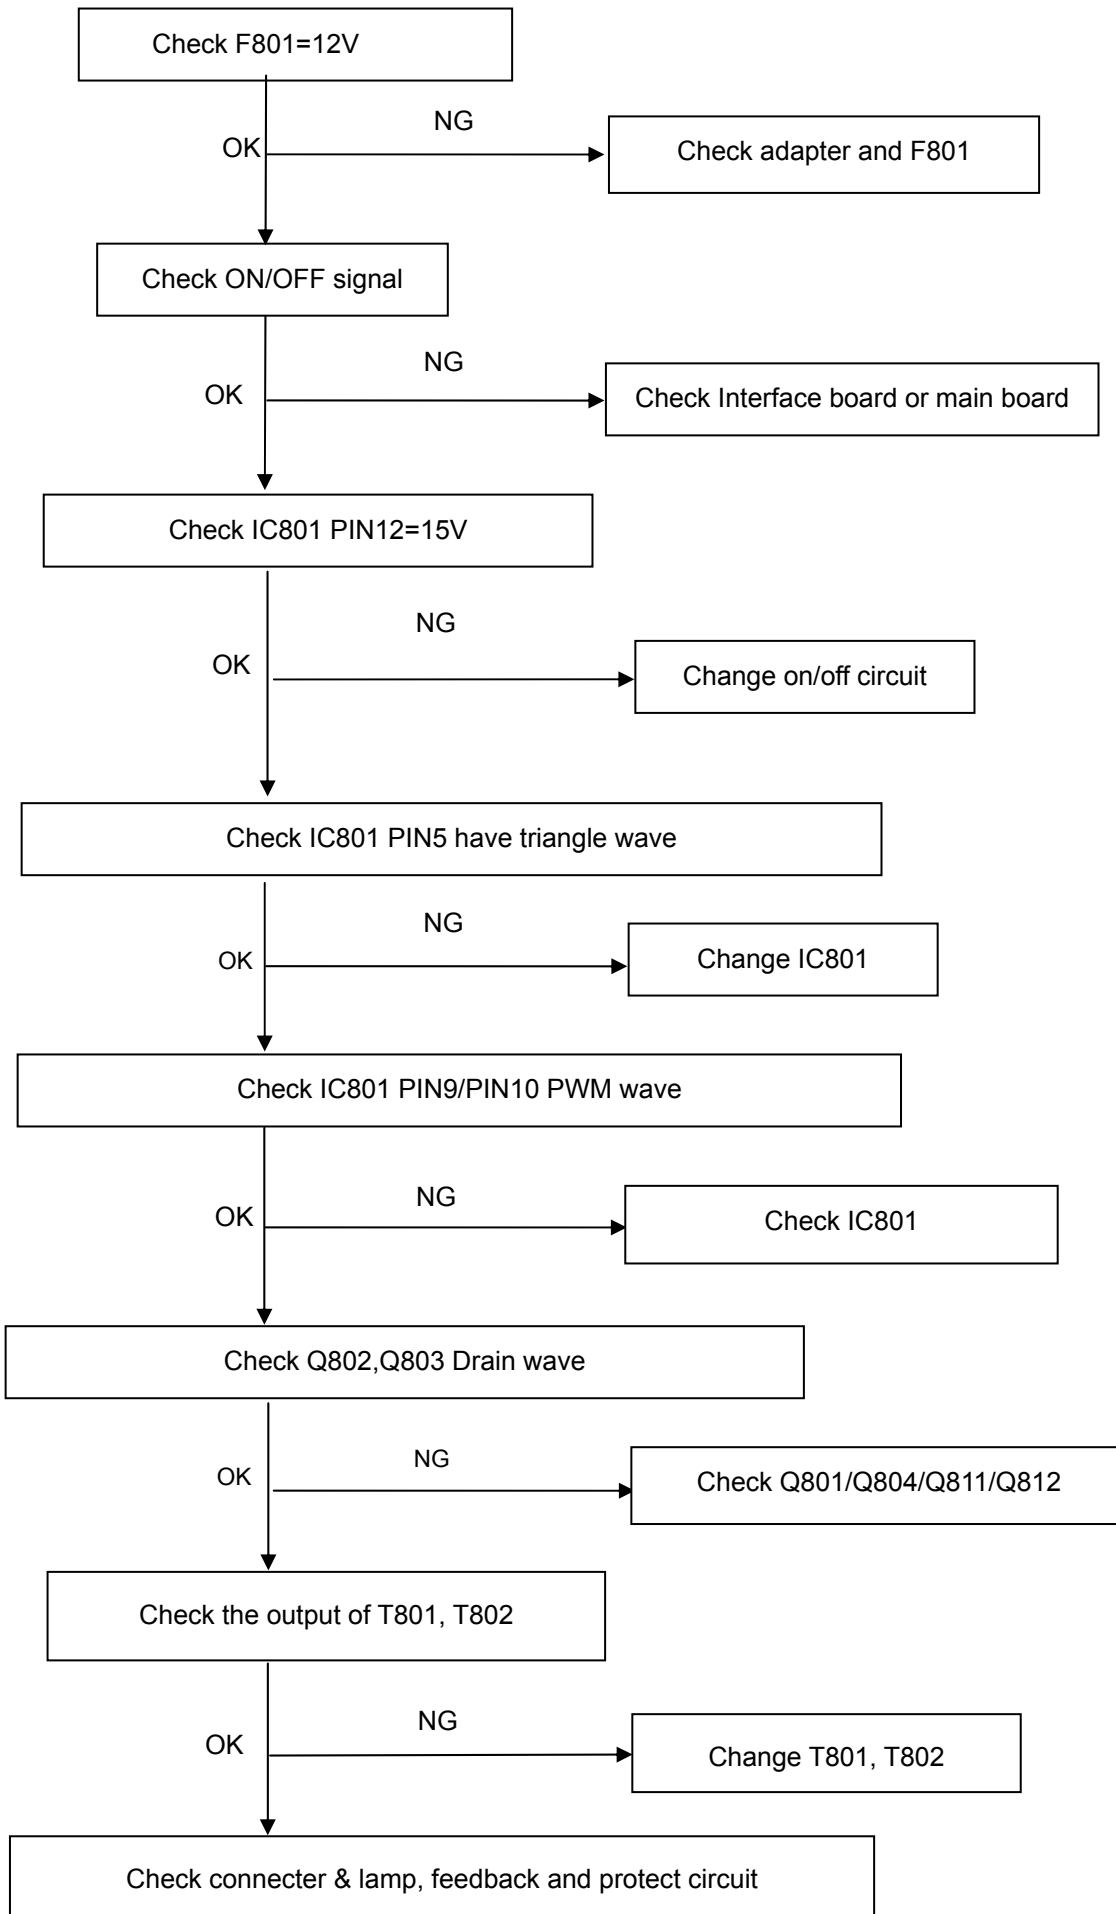 Check F801=12V
NG
OK
Check adapter and F801
Check ON/OFF signal
NG
OK
Check Interface board or main board
Check IC801 PIN12=15V
NG
OK
Change on/off circuit
Check IC801 PIN5 have triangle wave
NG
OK
Change IC801
Check IC801 PIN9/PIN10 PWM wave
NG
OK
Check IC801
Check Q802,Q803 Drain wave
NG
OK
Check Q801/Q804/Q811/Q812
Check the output of T801, T802
NG
OK
Change T801, T802
Check connecter & lamp, feedback and protect circuit